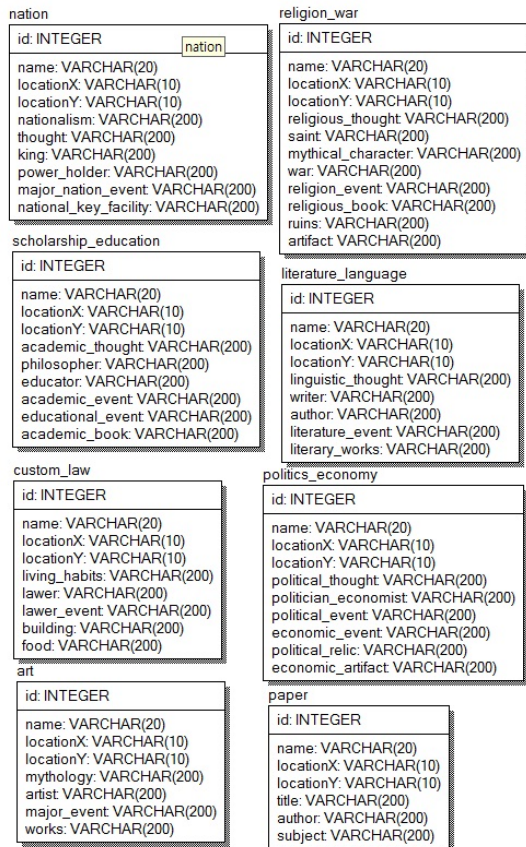 nation
id: INTEGER
nation
name: VARCHAR(20)
locationX: VARCHAR(10)
locationY: VARCHAR(10)
nationalism: VARCHAR(200)
thought: VARCHAR(200)
king: VARCHAR(200)
power_holder: VARCHAR(200)
major_nation_event: VARCHAR(200)
national_key_facility: VARCHAR(200)
religion_war
id: INTEGER
name: VARCHAR(20)
locationX: VARCHAR(10)
locationY: VARCHAR(10)
religious_thought: VARCHAR(200)
saint: VARCHAR(200)
mythical_character: VARCHAR(200)
war: VARCHAR(200)
religion_event: VARCHAR(200)
religious_book: VARCHAR(200)
ruins: VARCHAR(200)
artifact: VARCHAR(200)
scholarship_education
id: INTEGER
name: VARCHAR(20)
locationX: VARCHAR(10)
locationY: VARCHAR(10)
academic_thought: VARCHAR(200)
philosopher: VARCHAR(200)
educator: VARCHAR(200)
academic_event: VARCHAR(200)
educational_event: VARCHAR(200)
academic_book: VARCHAR(200)
literature_language
id: INTEGER
name: VARCHAR(20)
locationX: VARCHAR(10)
locationY: VARCHAR(10)
linguistic_thought: VARCHAR(200)
writer: VARCHAR(200)
author: VARCHAR(200)
literature_event: VARCHAR(200)
literary_works: VARCHAR(200)
custom_law
id: INTEGER
name: VARCHAR(20)
locationX: VARCHAR(10)
locationY: VARCHAR(10)
living_habits: VARCHAR(200)
lawer: VARCHAR(200)
lawer_event: VARCHAR(200)
building: VARCHAR(200)
food: VARCHAR(200)
politics_economy
id: INTEGER
name: VARCHAR(20)
locationX: VARCHAR(10)
locationY: VARCHAR(10)
political_thought: VARCHAR(200)
politician_economist: VARCHAR(200)
political_event: VARCHAR(200)
economic_event: VARCHAR(200)
political_relic: VARCHAR(200)
economic_artifact: VARCHAR(200)
art
id: INTEGER
name: VARCHAR(20)
locationX: VARCHAR(10)
locationY: VARCHAR(10)
mythology: VARCHAR(200)
artist: VARCHAR(200)
major_event: VARCHAR(200)
works: VARCHAR(200)
paper
id: INTEGER
name: VARCHAR(20)
locationX: VARCHAR(10)
locationY: VARCHAR(10)
title: VARCHAR(200)
author: VARCHAR(200)
subject: VARCHAR(200)